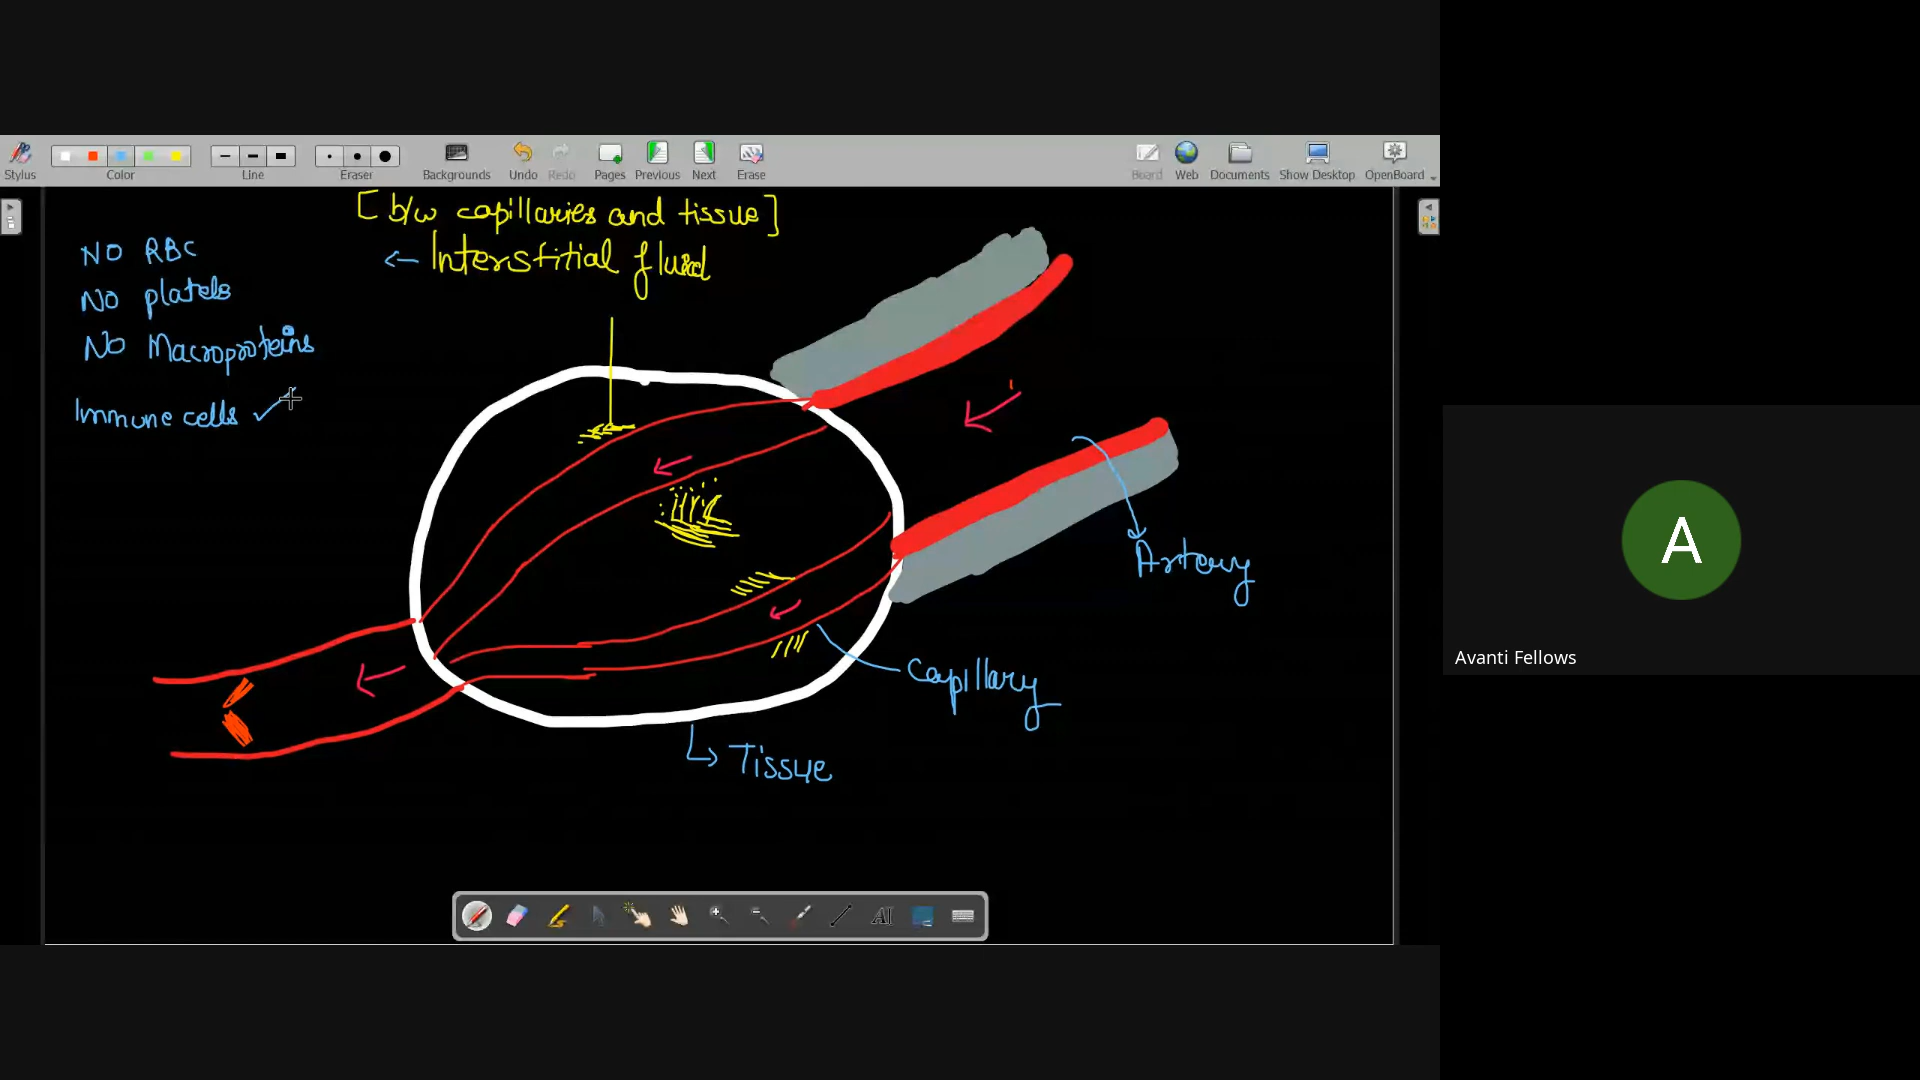 Stylus Color Line Eraser Backgrounds Undo Redo Pages Previous Next Erase Board Web Documents Show Desktop OpenBoard
[b/w capillaries and tissue]
← Interstitial fluid
NO RBC
NO platels
NO Macroproteins
Immune cells ✓
Artery
Capillary
Tissue
A
Avanti Fellows